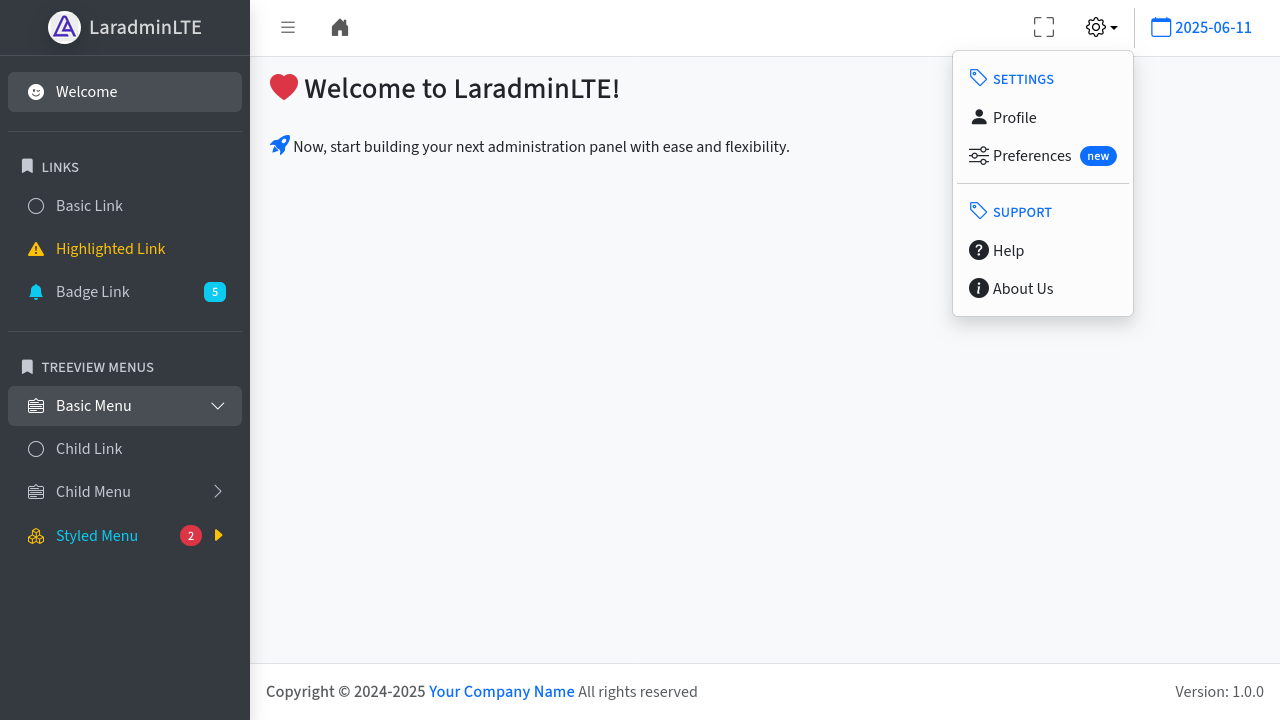 LaradminLTE
Welcome
LINKS
Basic Link
Highlighted Link
Badge Link 5
TREEVIEW MENUS
Basic Menu
Child Link
Child Menu
Styled Menu 2
2025-06-11
Welcome to LaradminLTE!
Now, start building your next administration panel with ease and flexibility.
SETTINGS
Profile
Preferences new
SUPPORT
Help
About Us
Copyright © 2024-2025 Your Company Name All rights reserved
Version: 1.0.0